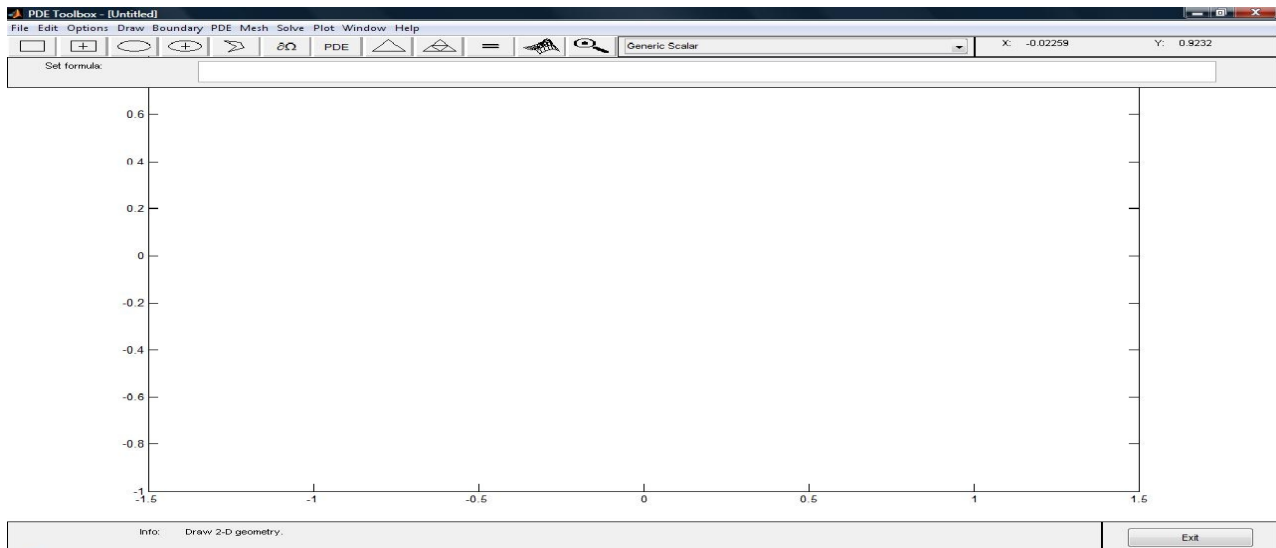 PDE Toolbox - [Untitled]
File Edit Options Draw Boundary PDE Mesh Solve Plot Window Help
∂Ω PDE = Generic Scalar X: -0.02259 Y: 0.9232
Set formula:
0.6
0.4
0.2
0
-0.2
-0.4
-0.6
-0.8
-1
-1.5 -1 -0.5 0 0.5 1 1.5
Info: Draw 2-D geometry. Exit